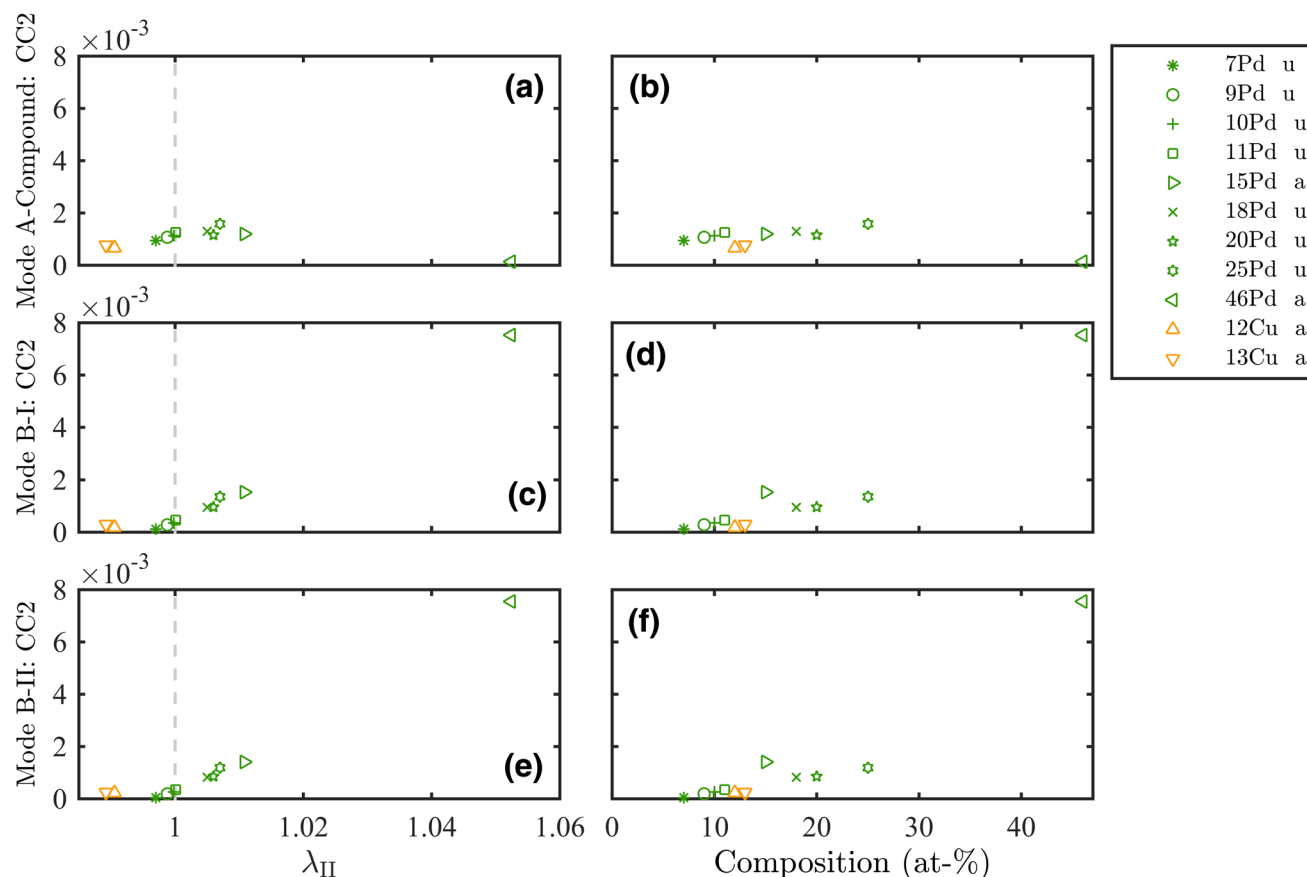 ×10⁻³
Mode A-Compound: CC2
8
6
4
2
0
(a)
(b)
7Pd u
9Pd u
10Pd u
11Pd u
15Pd a
18Pd u
20Pd u
25Pd u
46Pd a
12Cu a
13Cu a
×10⁻³
Mode B-I: CC2
8
6
4
2
0
(c)
(d)
×10⁻³
Mode B-II: CC2
8
6
4
2
0
(e)
(f)
1 1.02 1.04 1.06
λII
0 10 20 30 40
Composition (at-%)